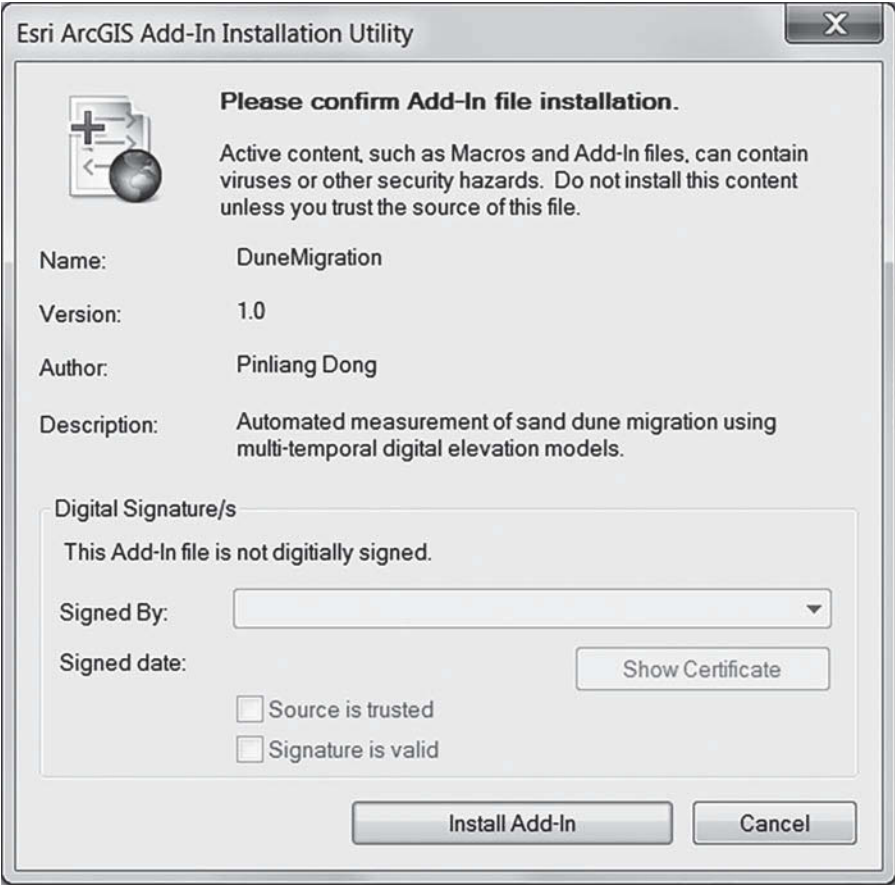 Esri ArcGIS Add-In Installation Utility
Please confirm Add-In file installation.
Active content, such as Macros and Add-In files, can contain
viruses or other security hazards. Do not install this content
unless you trust the source of this file.
Name: DuneMigration
Version: 1.0
Author: Pinliang Dong
Description: Automated measurement of sand dune migration using
multi-temporal digital elevation models.
Digital Signature/s
This Add-In file is not digitially signed.
Signed By:
Signed date:
Show Certificate
Source is trusted
Signature is valid
Install Add-In
Cancel